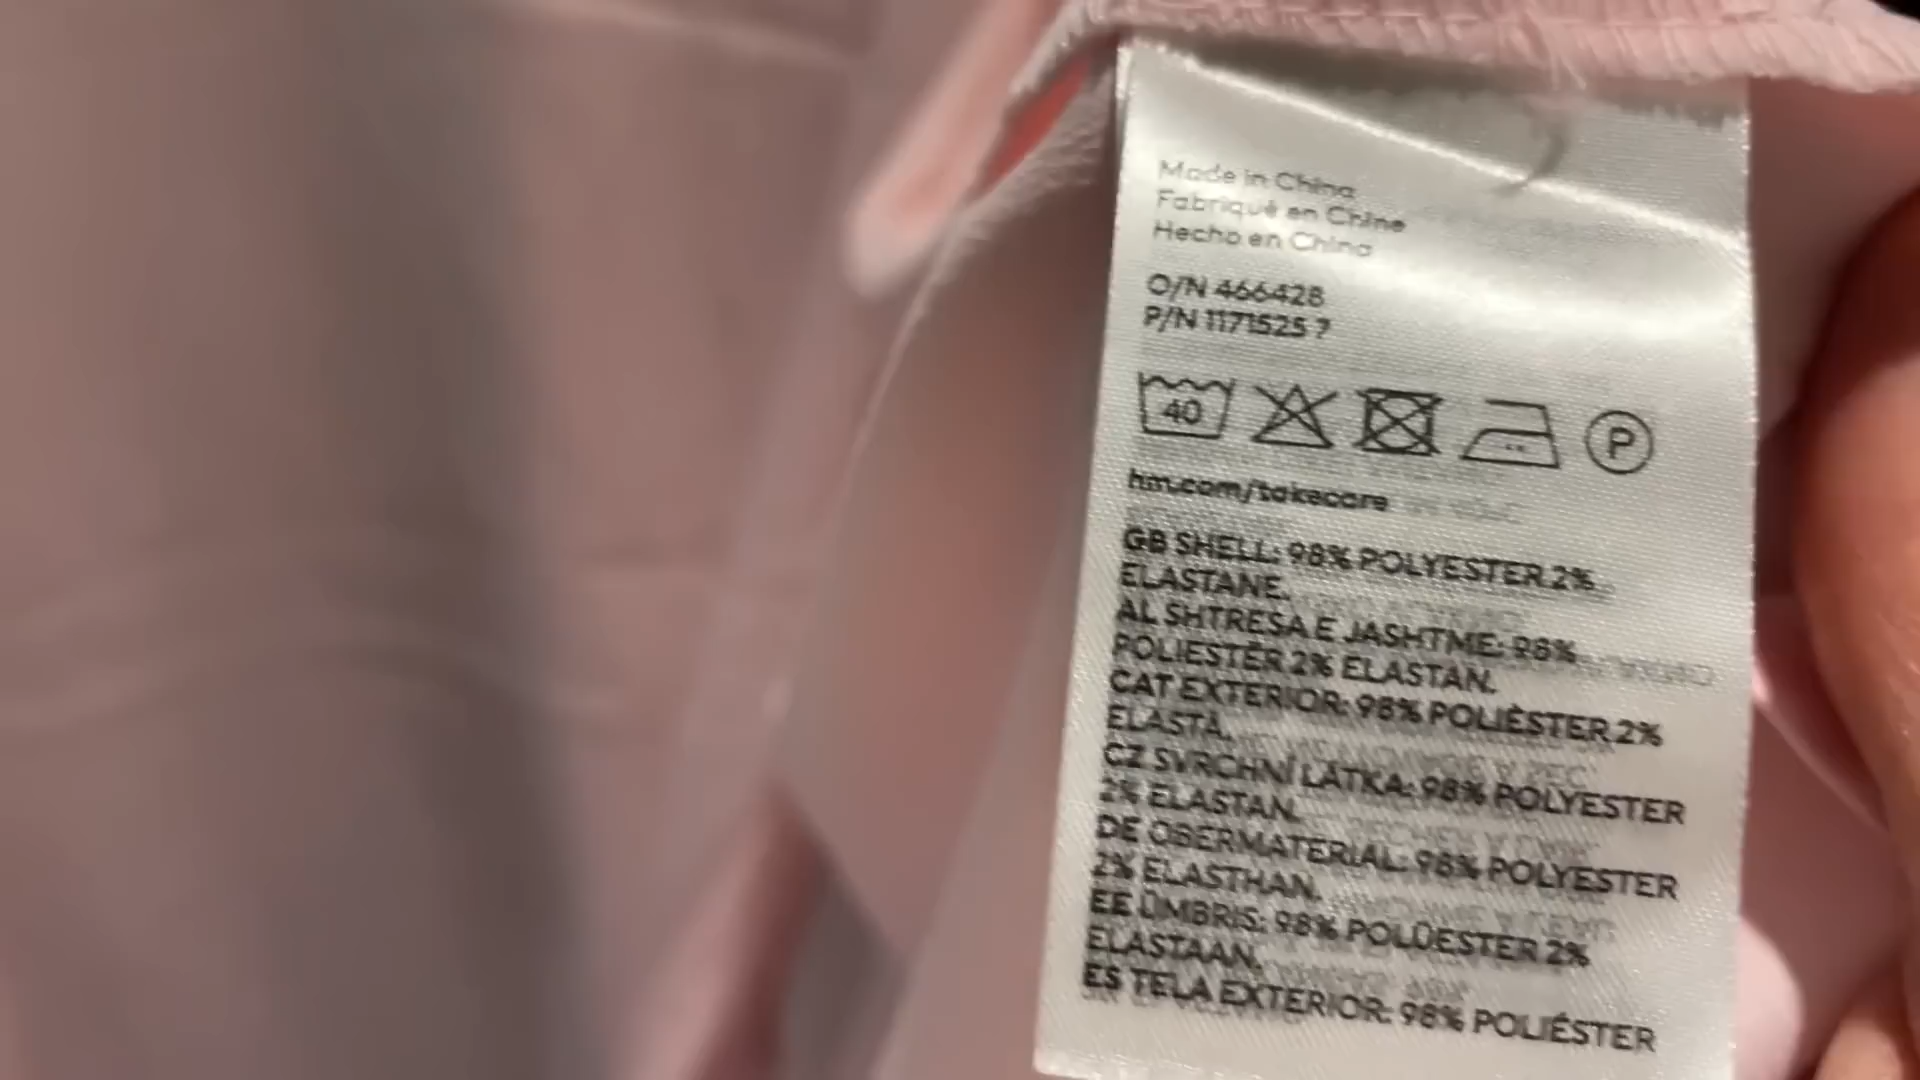 Made in China
Fabriqué en Chine
Hecho en China
O/N 466428
P/N 1171525 7
40
P
hm.com/takecare
GB SHELL: 98% POLYESTER 2%
ELASTANE.
AL SHTRESA E JASHTME: 98%
POLIESTËR 2% ELASTAN.
CAT EXTERIOR: 98% POLIÈSTER 2%
ELASTÀ.
CZ SVRCHNÍ LÁTKA: 98% POLYESTER
2% ELASTAN.
DE OBERMATERIAL: 98% POLYESTER
2% ELASTHAN.
EE ÜMBRIS: 98% POLÜESTER 2%
ELASTAAN.
ES TELA EXTERIOR: 98% POLIÉSTER